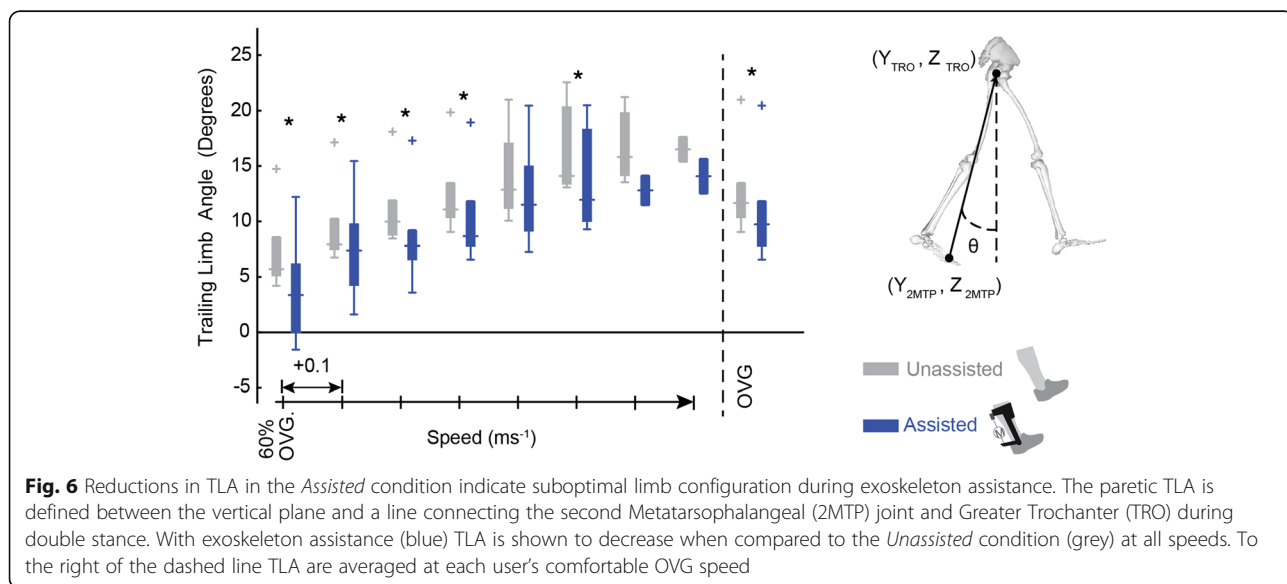 25
20
15
10
5
0
-5
Trailing Limb Angle (Degrees)
* * * * * *
+0.1
60% OVG.
Speed (ms-1)
OVG
(Y TRO , Z TRO)
θ
(Y 2MTP , Z 2MTP)
Unassisted
Assisted
M
Fig. 6 Reductions in TLA in the Assisted condition indicate suboptimal limb configuration during exoskeleton assistance. The paretic TLA is
defined between the vertical plane and a line connecting the second Metatarsophalangeal (2MTP) joint and Greater Trochanter (TRO) during
double stance. With exoskeleton assistance (blue) TLA is shown to decrease when compared to the Unassisted condition (grey) at all speeds. To
the right of the dashed line TLA are averaged at each user's comfortable OVG speed